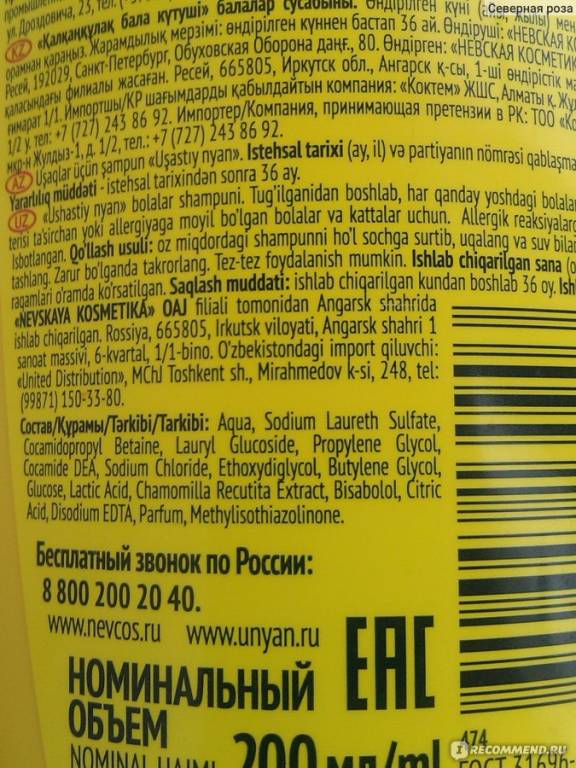 Северная роза
ул. Дроздовича, 23, тел.
KZ «Қалқанқұлақ бала күтуші» балалар сусабыны. Өндірілген күні
орамнан қараңыз. Жарамдылық мерзімі: өндірілген күннен бастап 36 ай. Өндіруші: «НЕВСКАЯ КОСМЕТИКА»
Ресей, 192029, Санкт-Петербург, Обуховская Оборона даңғ., 80. Өндірген: «НЕВСКАЯ КОСМЕТИ
қаласындағы филиалы жасаған. Ресей, 665805, Иркутск обл., Ангарск қ-сы, 1-ші өндірістік
ғимарат 1/1. Импортшы/ҚР шағымдарды қабылдайтын компания: «Коктем» ЖШС, Алматы қ.
1/2 үй, тел: +7 (727) 243 86 92. Импортер/Компания, принимающая претензии в РК: ТОО
мкр-н Жулдыз-1, д. 1/2, тел.: +7 (727) 243 86 92.
AZ Uşaqlar üçün şampun «Uşastıy nyan». Istehsal tarixi (ay, il) və partiyanın nömrəsi qablaşma
Yararlılıq müddəti - istehsal tarixindən sonra 36 ay.
UZ «Ushastiy nyan» bolalar shampuni. Tug'ilganidan boshlab, har qanday yoshdagi bolalar
terisi ta'sirchan yoki allergiyaga moyil bo'lgan bolalar va kattalar uchun. Allergik reaksiyalar
Isbotlangan. Qo'llash usuli: oz miqdordagi shampunni ho'l sochga surtib, uqalang va suv bilan
tashlang. Zarur bo'lganda takrorlang. Tez-tez foydalanish mumkin. Ishlab chiqarilgan sana
raqamlari o'ramda ko'rsatilgan. Saqlash muddati: ishlab chiqarilgan kundan boshlab 36 oy.
«NEVSKAYA KOSMETIKA» OAJ filiali tomonidan Angarsk shahrida
ishlab chiqarilgan. Rossiya, 665805, Irkutsk viloyati, Angarsk shahri 1
sanoat massivi, 6-kvartal, 1/1-bino. O'zbekistondagi import qiluvchi:
«United Distribution», MChJ Toshkent sh., Mirahmedov k-si, 248, tel:
(99871) 150-33-80.
Состав/Құрамы/Tərkibi/Tarkibi: Aqua, Sodium Laureth Sulfate,
Cocamidopropyl Betaine, Lauryl Glucoside, Propylene Glycol,
Cocamide DEA, Sodium Chloride, Ethoxydiglycol, Butylene Glycol,
Glucose, Lactic Acid, Chamomilla Recutita Extract, Bisabolol, Citric
Acid, Disodium EDTA, Parfum, Methylisothiazolinone.
Бесплатный звонок по России:
8 800 200 20 40.
www.nevcos.ru www.unyan.ru
EAC
НОМИНАЛЬНЫЙ
ОБЪЕМ
200 мл/ml
474
ГОСТ 31696-
IRECOMMEND.RU